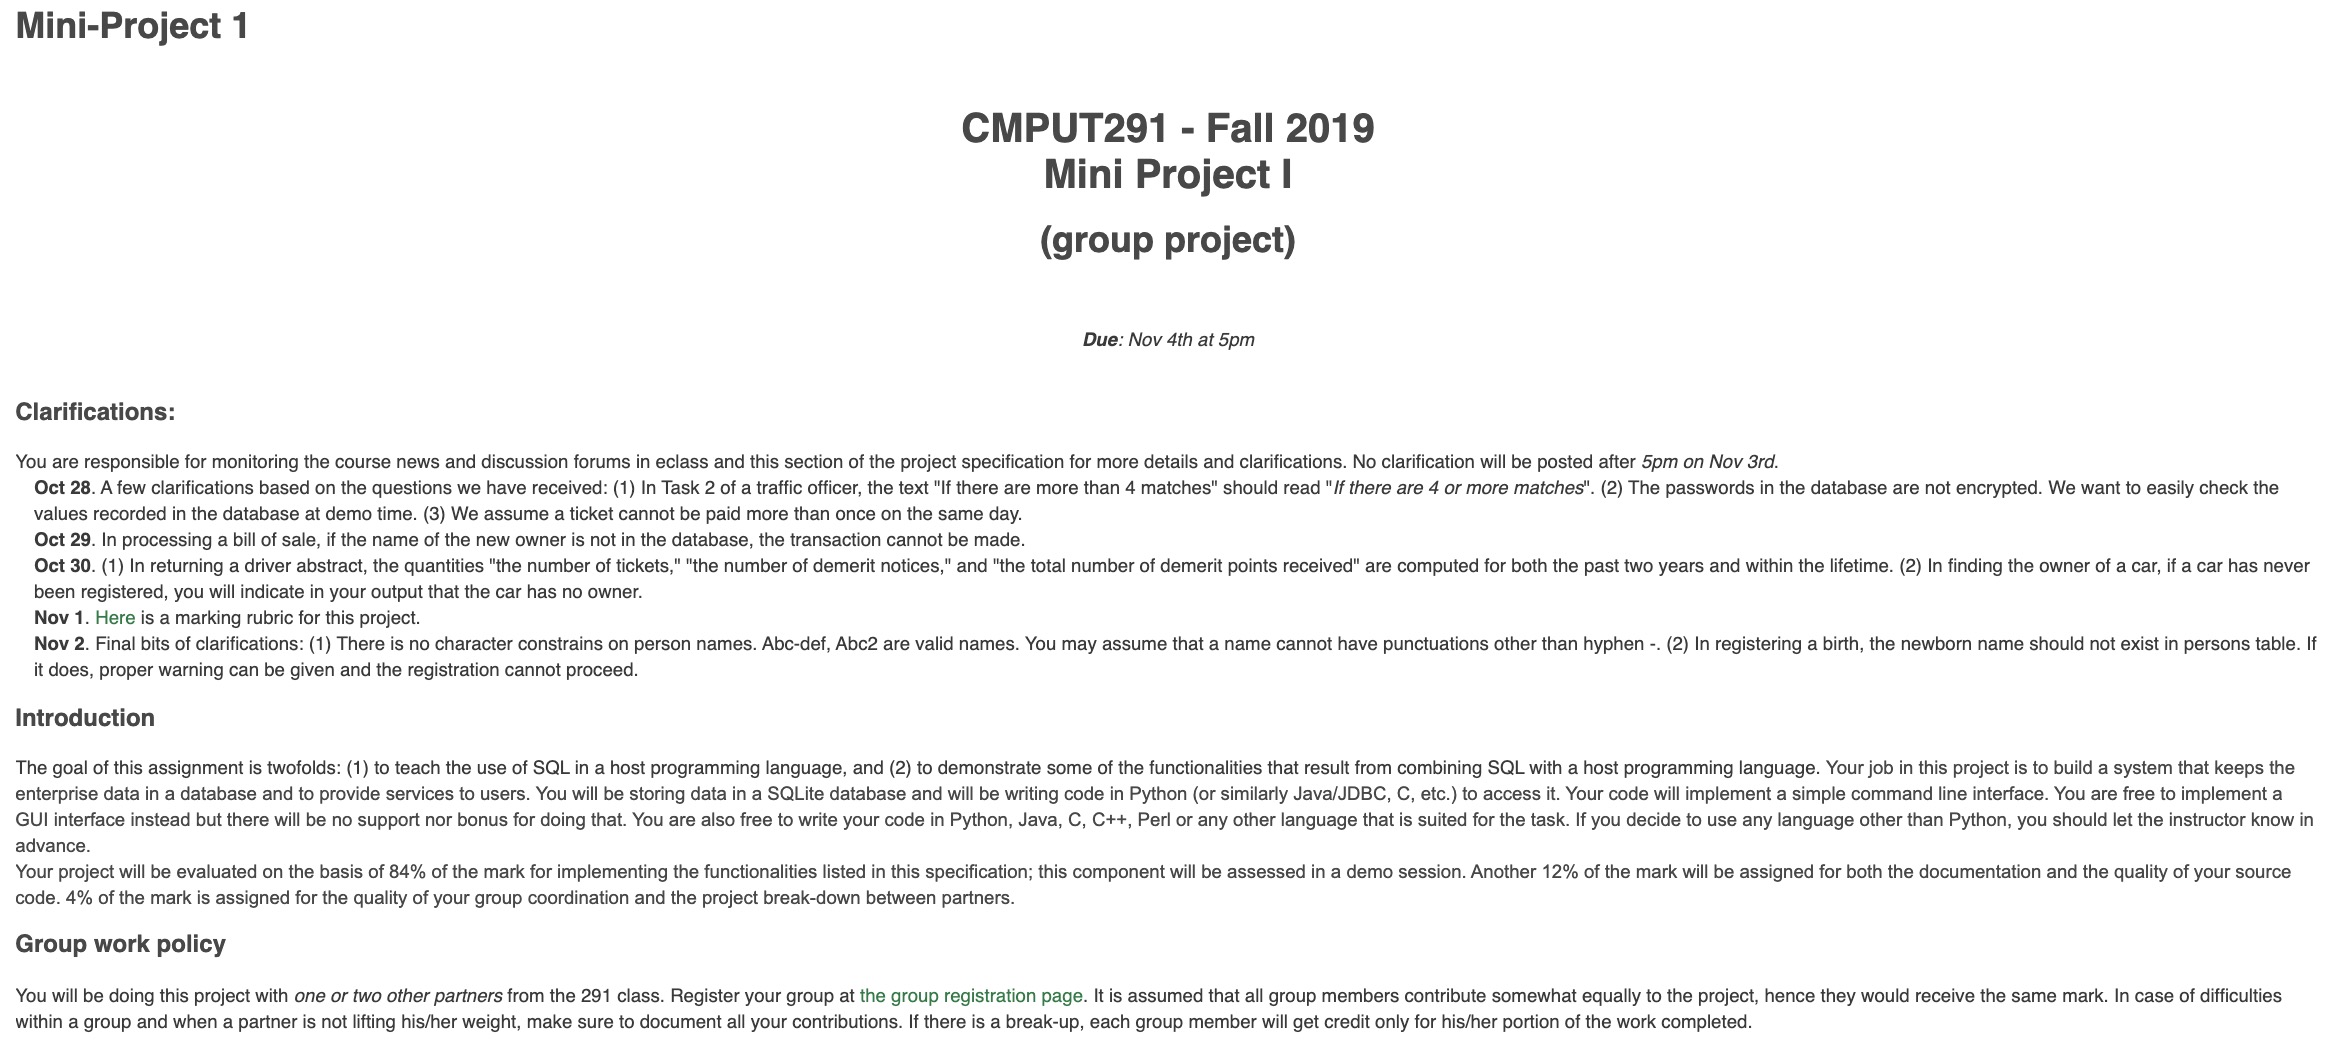 Mini-Project 1
CMPUT291 - Fall 2019
Mini Project I
(group project)
Due: Nov 4th at 5pm
Clarifications:
You are responsible for monitoring the course news and discussion forums in eclass and this section of the project specification for more details and clarifications. No clarification will be posted after 5pm on Nov 3rd.
Oct 28. A few clarifications based on the questions we have received: (1) In Task 2 of a traffic officer, the text "If there are more than 4 matches" should read "If there are 4 or more matches". (2) The passwords in the database are not encrypted. We want to easily check the
values recorded in the database at demo time. (3) We assume a ticket cannot be paid more than once on the same day.
Oct 29. In processing a bill of sale, if the name of the new owner is not in the database, the transaction cannot be made.
Oct 30. (1) In returning a driver abstract, the quantities "the number of tickets," "the number of demerit notices," and "the total number of demerit points received" are computed for both the past two years and within the lifetime. (2) In finding the owner of a car, if a car has never
been registered, you will indicate in your output that the car has no owner.
Nov 1. Here is a marking rubric for this project.
Nov 2. Final bits of clarifications: (1) There is no character constrains on person names. Abc-def, Abc2 are valid names. You may assume that a name cannot have punctuations other than hyphen -. (2) In registering a birth, the newborn name should not exist in persons table. If
it does, proper warning can be given and the registration cannot proceed.
Introduction
The goal of this assignment is twofolds: (1) to teach the use of SQL in a host programming language, and (2) to demonstrate some of the functionalities that result from combining SQL with a host programming language. Your job in this project is to build a system that keeps the
enterprise data in a database and to provide services to users. You will be storing data in a SQLite database and will be writing code in Python (or similarly Java/JDBC, C, etc.) to access it. Your code will implement a simple command line interface. You are free to implement a
GUI interface instead but there will be no support nor bonus for doing that. You are also free to write your code in Python, Java, C, C++, Perl or any other language that is suited for the task. If you decide to use any language other than Python, you should let the instructor know in
advance.
Your project will be evaluated on the basis of 84% of the mark for implementing the functionalities listed in this specification; this component will be assessed in a demo session. Another 12% of the mark will be assigned for both the documentation and the quality of your source
code. 4% of the mark is assigned for the quality of your group coordination and the project break-down between partners.
Group work policy
You will be doing this project with one or two other partners from the 291 class. Register your group at the group registration page. It is assumed that all group members contribute somewhat equally to the project, hence they would receive the same mark. In case of difficulties
within a group and when a partner is not lifting his/her weight, make sure to document all your contributions. If there is a break-up, each group member will get credit only for his/her portion of the work completed.